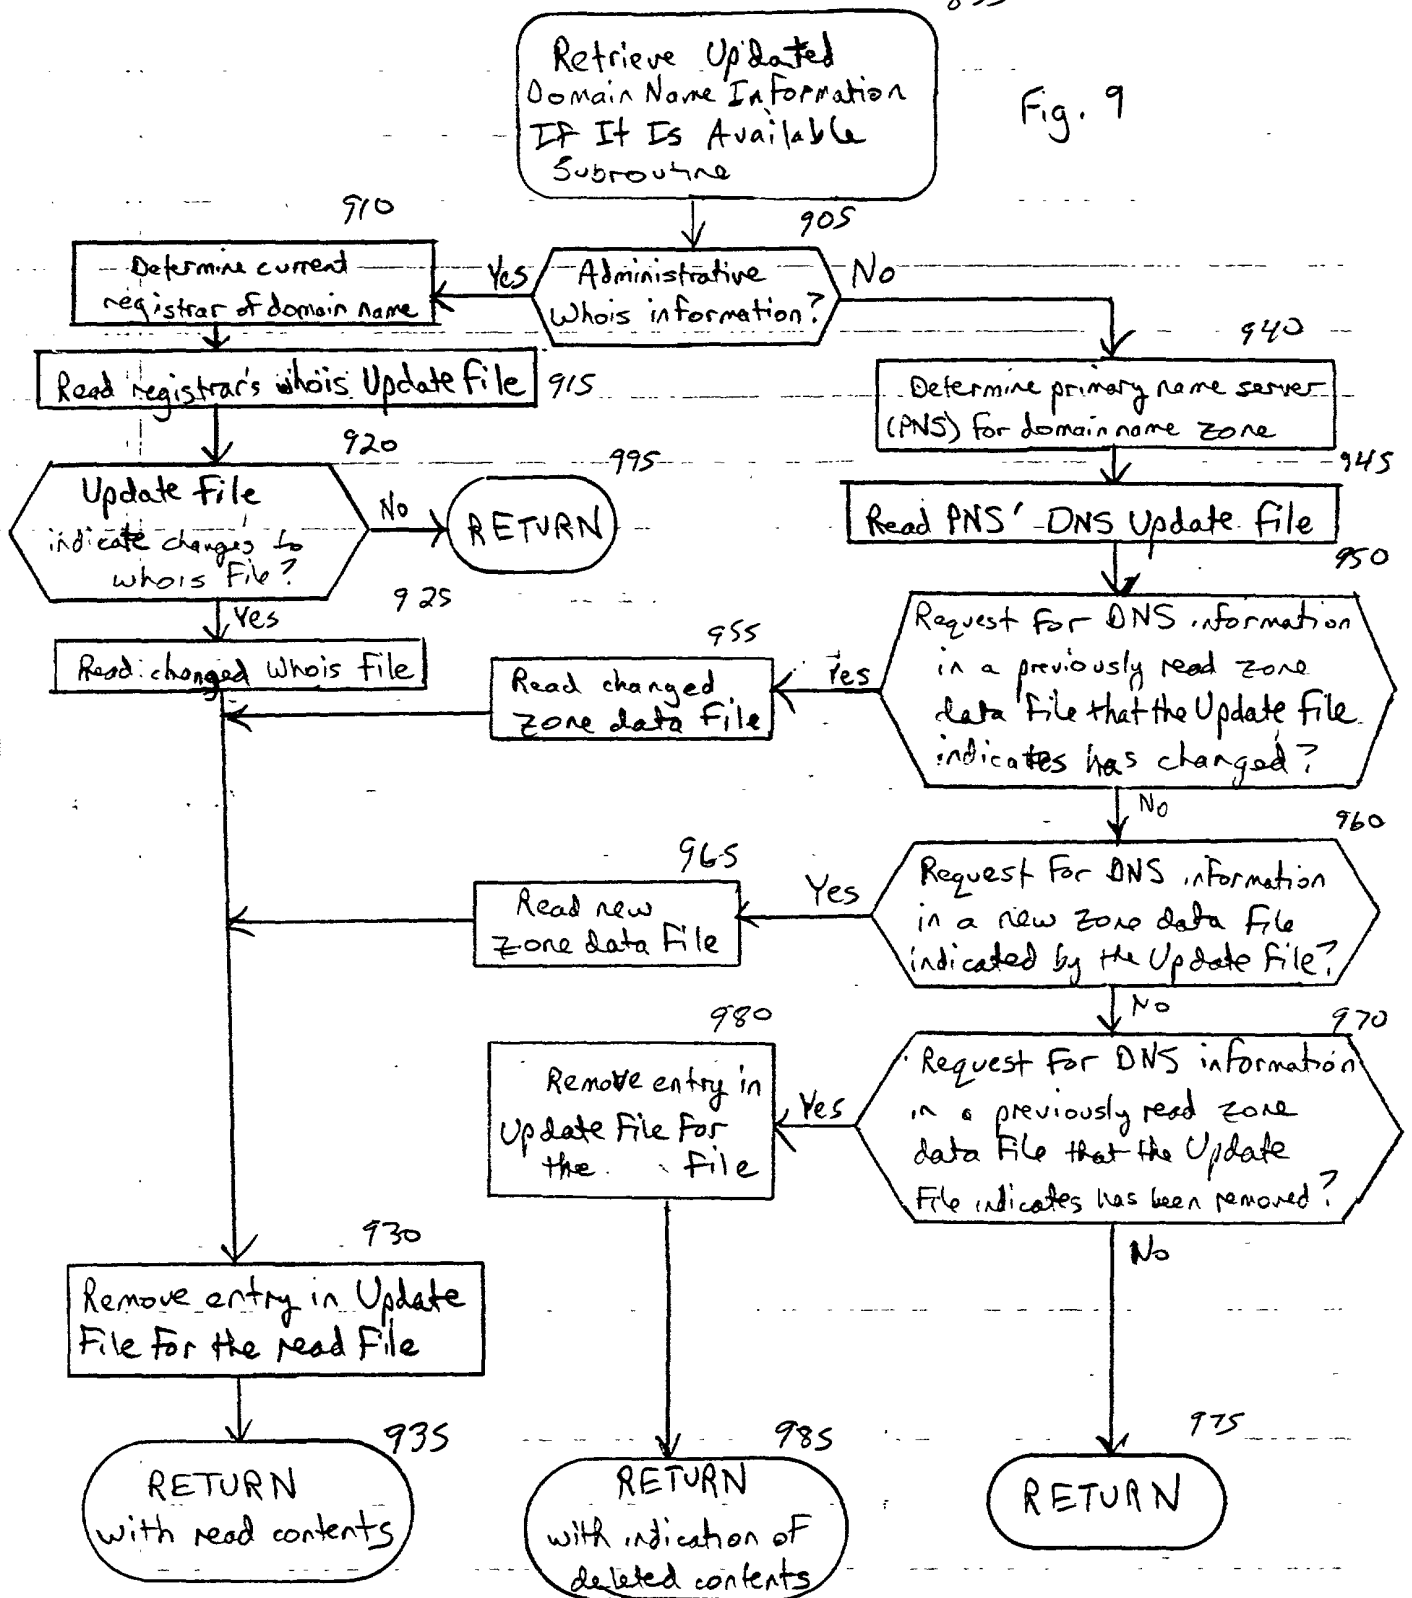 Retrieve Updated
Domain Name Information
If It Is Available
Subroutine
Fig. 9
905
Administrative
Whois information?
Yes
No
910
Determine current
registrar of domain name
Read registrar's whois Update File
915
920
Update File
indicate changes to
whois File?
No
995
RETURN
Yes
925
Read changed Whois file
940
Determine primary name server
(PNS) for domain name zone
945
Read PNS' DNS Update File
950
Request for DNS information
in a previously read zone
data file that the Update File
indicates has changed?
Yes
955
Read changed
zone data File
No
960
Request for DNS information
in a new zone data File
indicated by the Update File?
Yes
965
Read new
zone data File
No
970
Request for DNS information
in a previously read zone
data File that the Update
File indicates has been removed?
Yes
980
Remove entry in
Update File for
the File
No
930
Remove entry in Update
File for the read File
935
RETURN
with read contents
985
RETURN
with indication of
deleted contents
975
RETURN